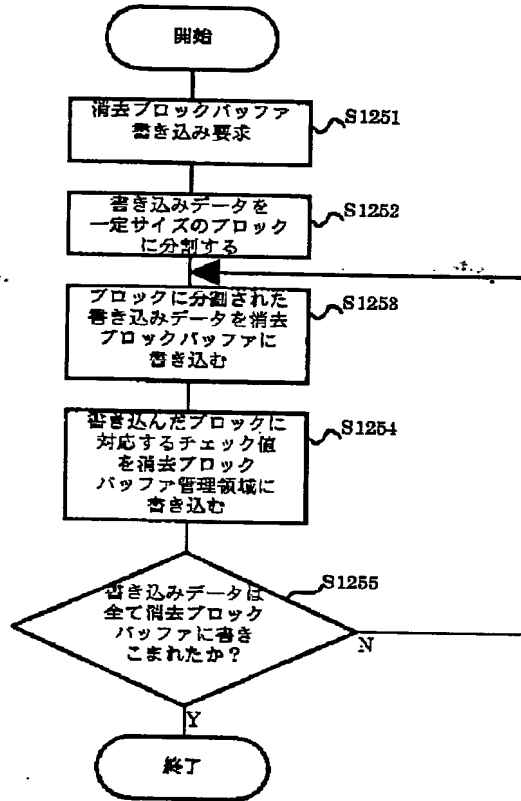 開始
消去ブロックバッファ
書き込み要求
S1251
書き込みデータを
一定サイズのブロック
に分割する
S1252
ブロックに分割された
書き込みデータを消去
ブロックバッファに
書き込む
S1253
書き込んだブロックに
対応するチェック値
を消去ブロック
バッファ管理領域に
書き込む
S1254
書き込みデータは
全て消去ブロック
バッファに書き
こまれたか？
S1255
N
Y
終了